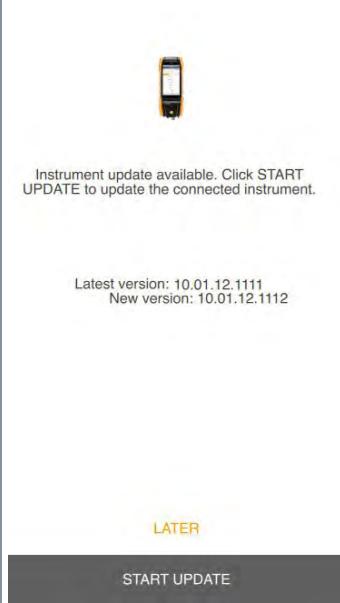 Instrument update available. Click START
UPDATE to update the connected instrument.
Latest version: 10.01.12.1111
New version: 10.01.12.1112
LATER
START UPDATE